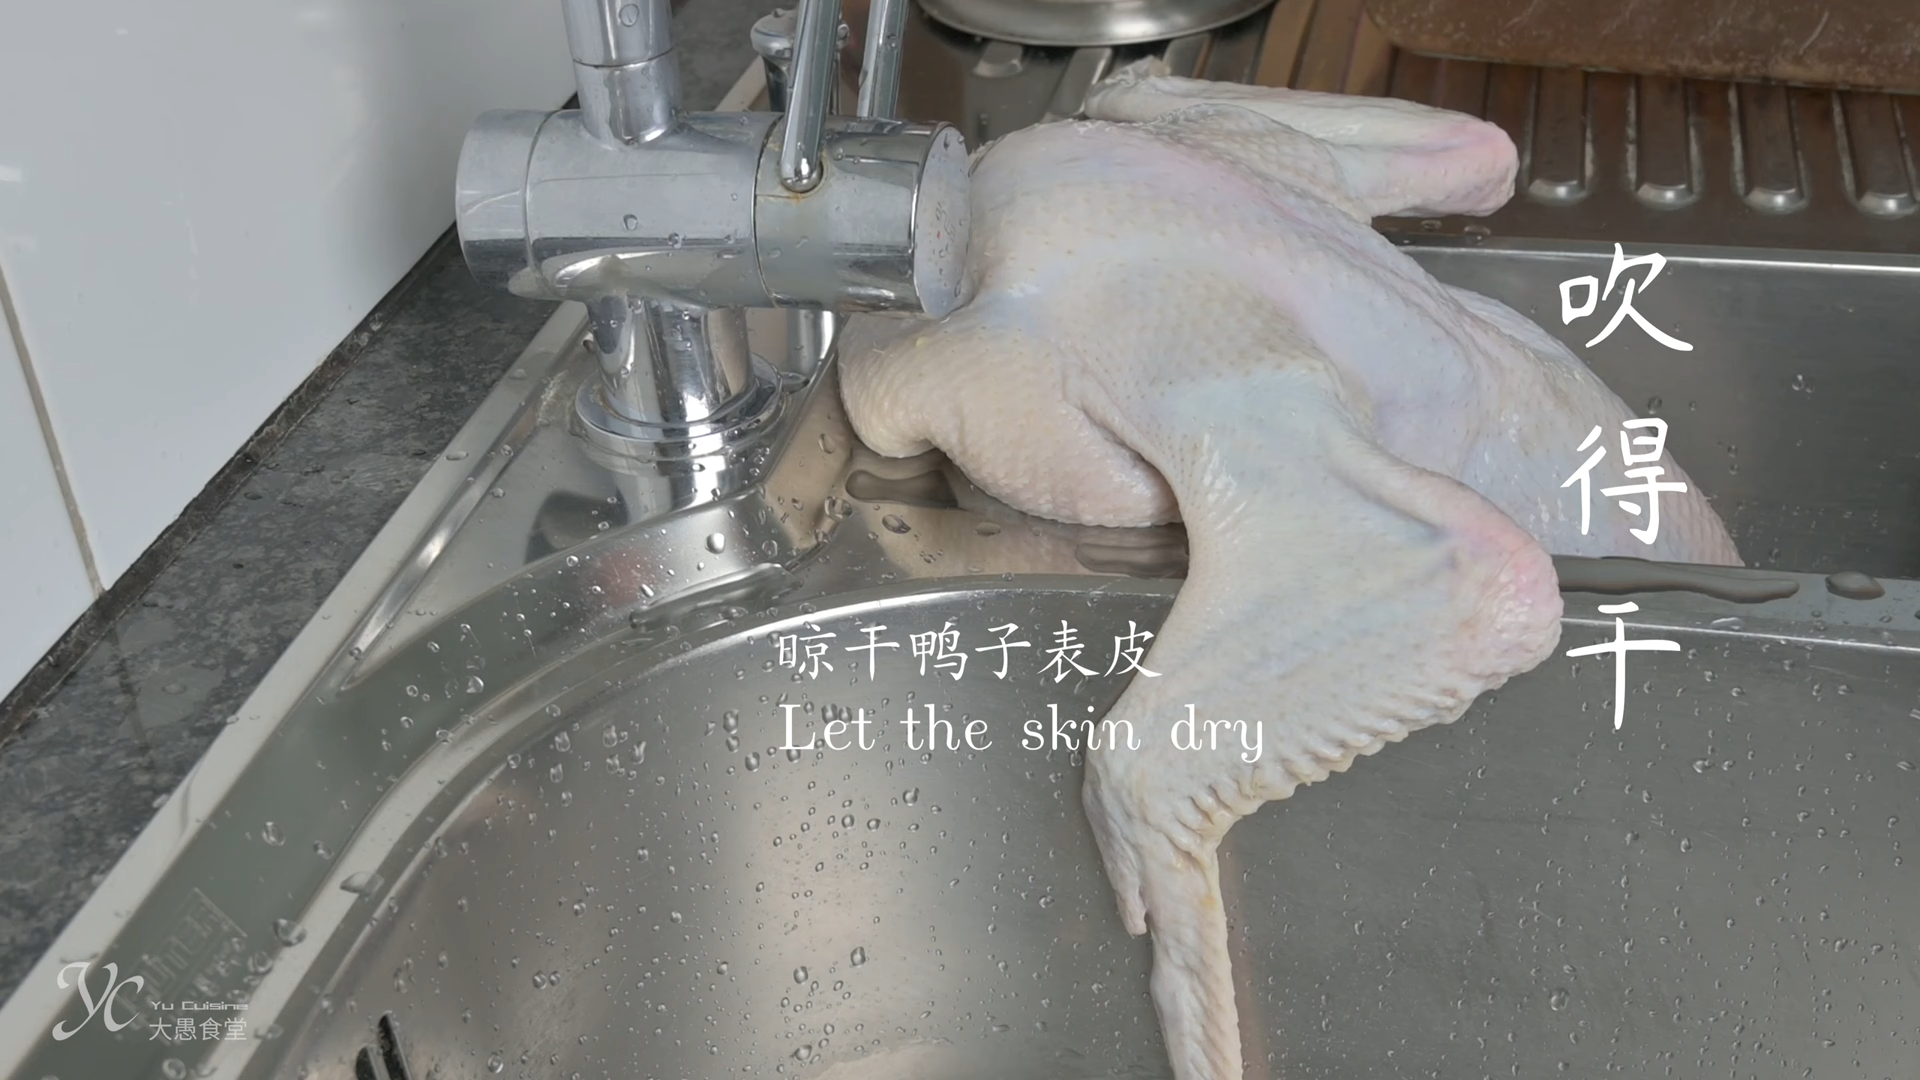 吹得干
晾干鸭子表皮
Let the skin dry
Yu Cuisine
大愚食堂